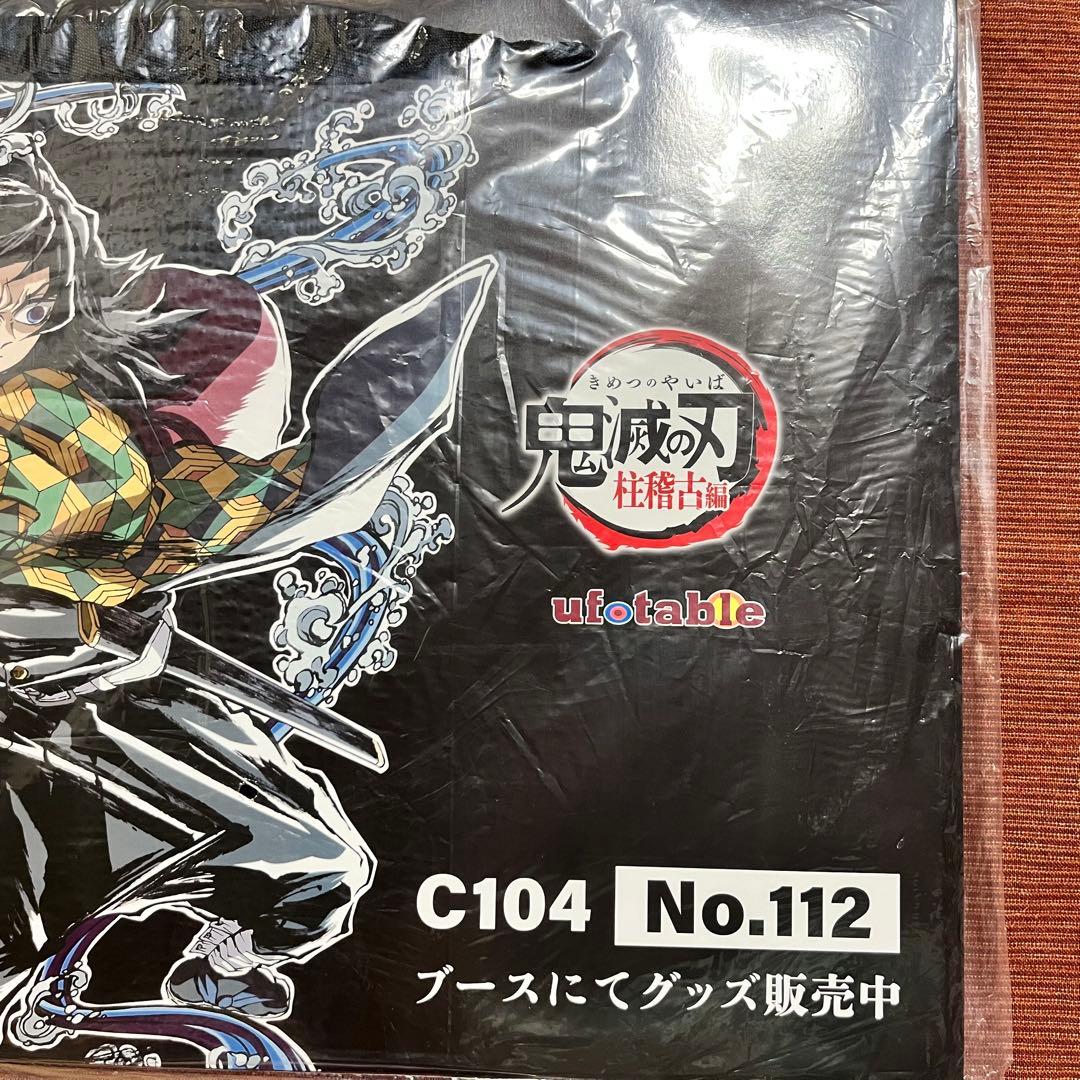 きめつのやいば
鬼滅の刃
柱稽古編
ufotable
C104 No.112
ブースにてグッズ販売中